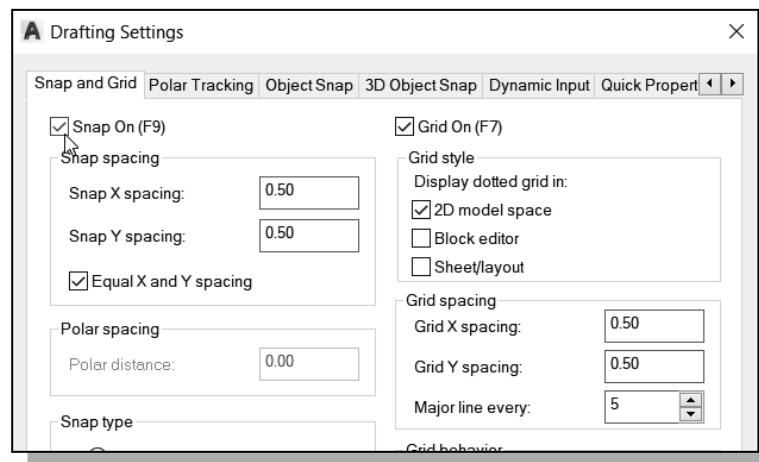 A Drafting Settings
Snap and Grid Polar Tracking Object Snap 3D Object Snap Dynamic Input Quick Propert
Snap On (F9)
Snap spacing
Snap X spacing: 0.50
Snap Y spacing: 0.50
Equal X and Y spacing
Polar spacing
Polar distance: 0.00
Snap type
Grid On (F7)
Grid style
Display dotted grid in:
2D model space
Block editor
Sheet/layout
Grid spacing
Grid X spacing: 0.50
Grid Y spacing: 0.50
Major line every: 5
Grid behavior